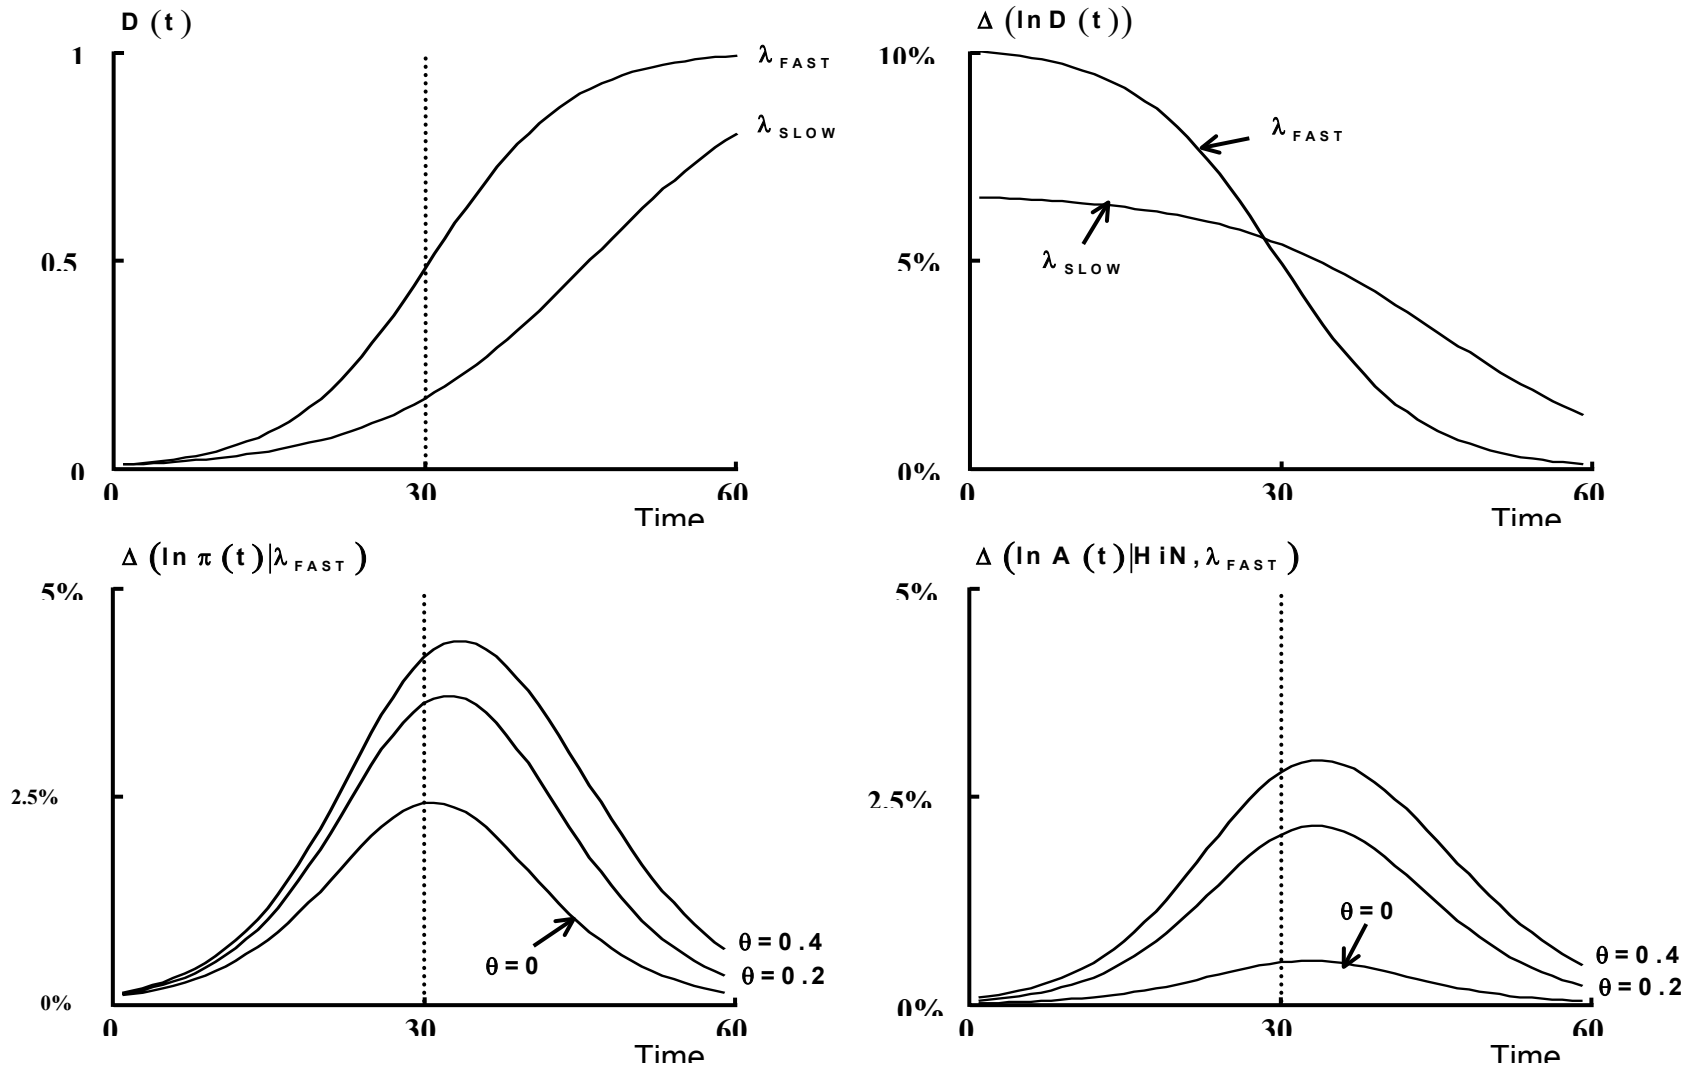 D (t)
1
0.5
0
0 30 60
Time
λ FAST
λ SLOW
Δ (ln D (t))
10%
5%
0%
0 30 60
Time
λ FAST
λ SLOW
Δ (ln π (t)|λ FAST)
5%
2.5%
0%
0 30 60
Time
θ=0
θ=0.4
θ=0.2
Δ (ln A (t)|HiN, λ FAST)
5%
2.5%
0%
0 30 60
Time
θ=0
θ=0.4
θ=0.2